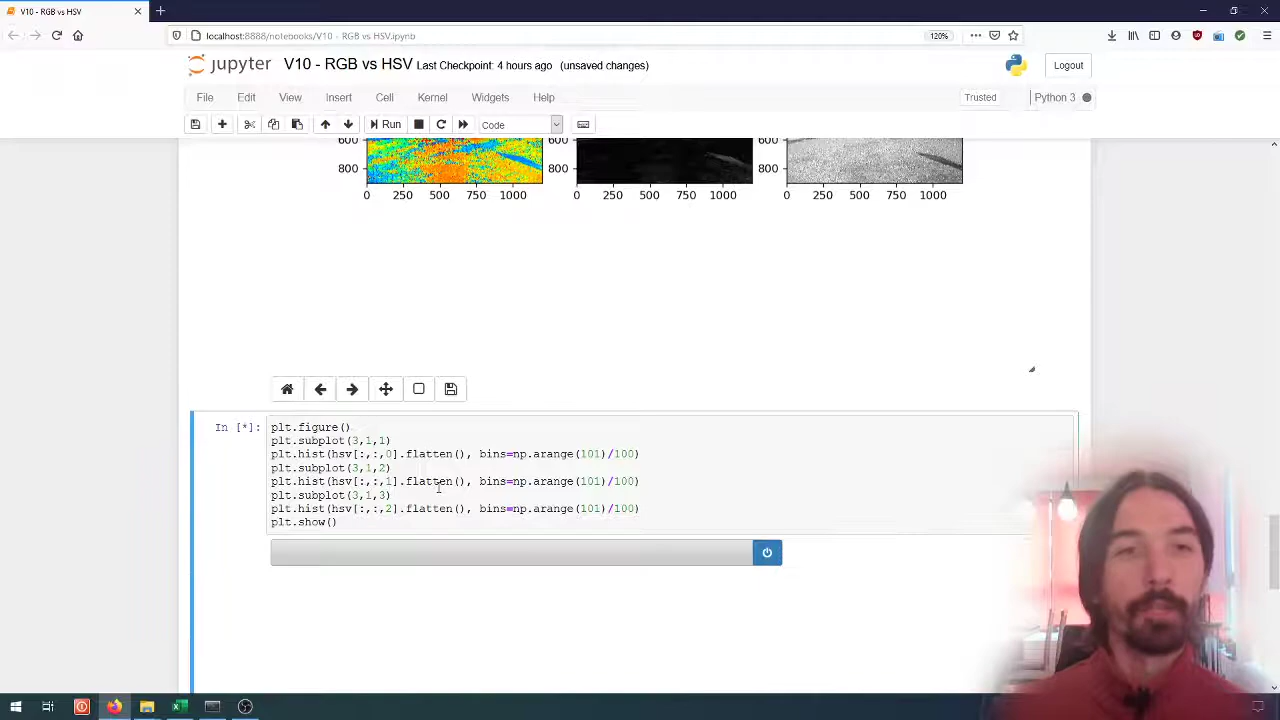 V10 - RGB vs HSV
localhost:8888/notebooks/V10 - RGB vs HSV.ipynb
120%
jupyter V10 - RGB vs HSV Last Checkpoint: 4 hours ago (unsaved changes)
Logout
File Edit View Insert Cell Kernel Widgets Help
Trusted Python 3
Run Code
600 600 600
800 800 800
0 250 500 750 1000 0 250 500 750 1000 0 250 500 750 1000
In [*]: plt.figure()
plt.subplot(3,1,1)
plt.hist(hsv[:,:,0].flatten(), bins=np.arange(101)/100)
plt.subplot(3,1,2)
plt.hist(hsv[:,:,1].flatten(), bins=np.arange(101)/100)
plt.subplot(3,1,3)
plt.hist(hsv[:,:,2].flatten(), bins=np.arange(101)/100)
plt.show()